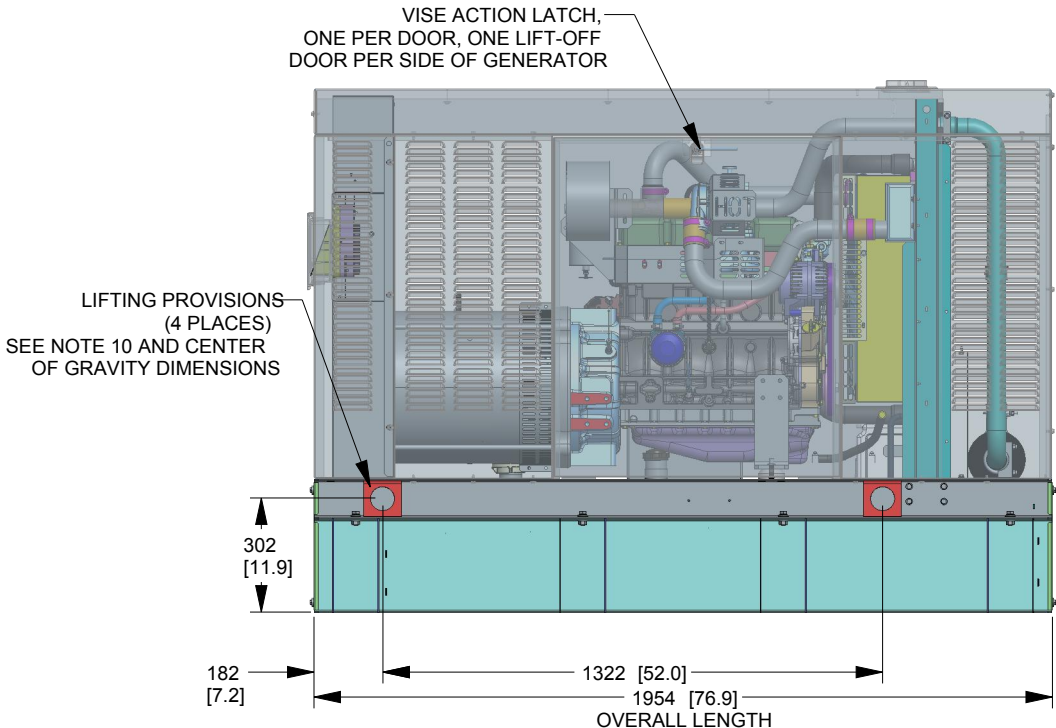 VISE ACTION LATCH,
ONE PER DOOR, ONE LIFT-OFF
DOOR PER SIDE OF GENERATOR
HOT
LIFTING PROVISIONS
(4 PLACES)
SEE NOTE 10 AND CENTER
OF GRAVITY DIMENSIONS
302
[11.9]
182
[7.2]
1322 [52.0]
1954 [76.9]
OVERALL LENGTH